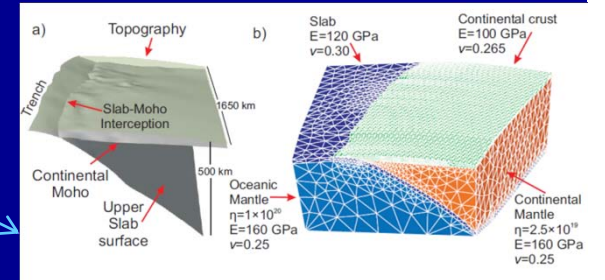 a)
Topography
Trench
Slab-Moho
Interception
1650 km
Continental
Moho
500 km
Upper
Slab
surface
b)
Slab
E=120 GPa
v=0.30
Continental crust
E=100 GPa
v=0.265
Oceanic
Mantle
η=1×10²⁰
E=160 GPa
v=0.25
Continental
Mantle
η=2.5×10¹⁹
E=160 GPa
v=0.25